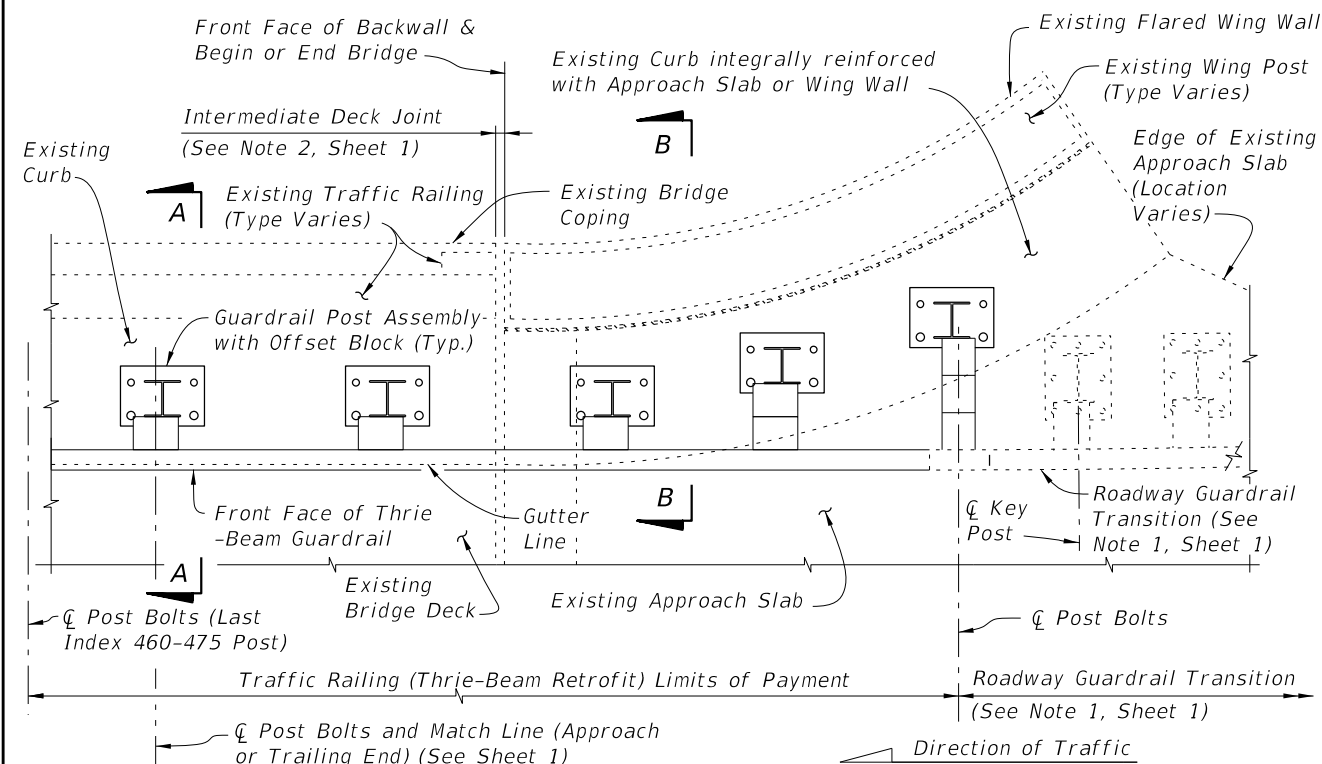 Front Face of Backwall &
Begin or End Bridge
Existing Curb integrally reinforced
with Approach Slab or Wing Wall
Existing Flared Wing Wall
Existing Wing Post
(Type Varies)
Intermediate Deck Joint
(See Note 2, Sheet 1)
B
Edge of Existing
Approach Slab
(Location
Varies)
Existing
Curb
A
Existing Traffic Railing
(Type Varies)
Existing Bridge
Coping
Guardrail Post Assembly
with Offset Block (Typ.)
Front Face of Thrie
-Beam Guardrail
Gutter
Line
B
℄ Key
Post
Roadway Guardrail
Transition (See
Note 1, Sheet 1)
A
Existing
Bridge Deck
Existing Approach Slab
℄ Post Bolts (Last
Index 460-475 Post)
℄ Post Bolts
Traffic Railing (Thrie-Beam Retrofit) Limits of Payment
Roadway Guardrail Transition
(See Note 1, Sheet 1)
℄ Post Bolts and Match Line (Approach
or Trailing End) (See Sheet 1)
Direction of Traffic